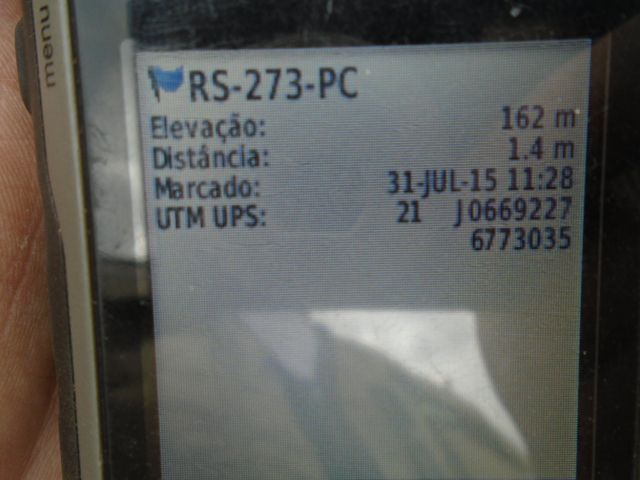 menu
RS-273-PC
Elevação: 162 m
Distância: 1.4 m
Marcado: 31-JUL-15 11:28
UTM UPS: 21 J0669227
6773035